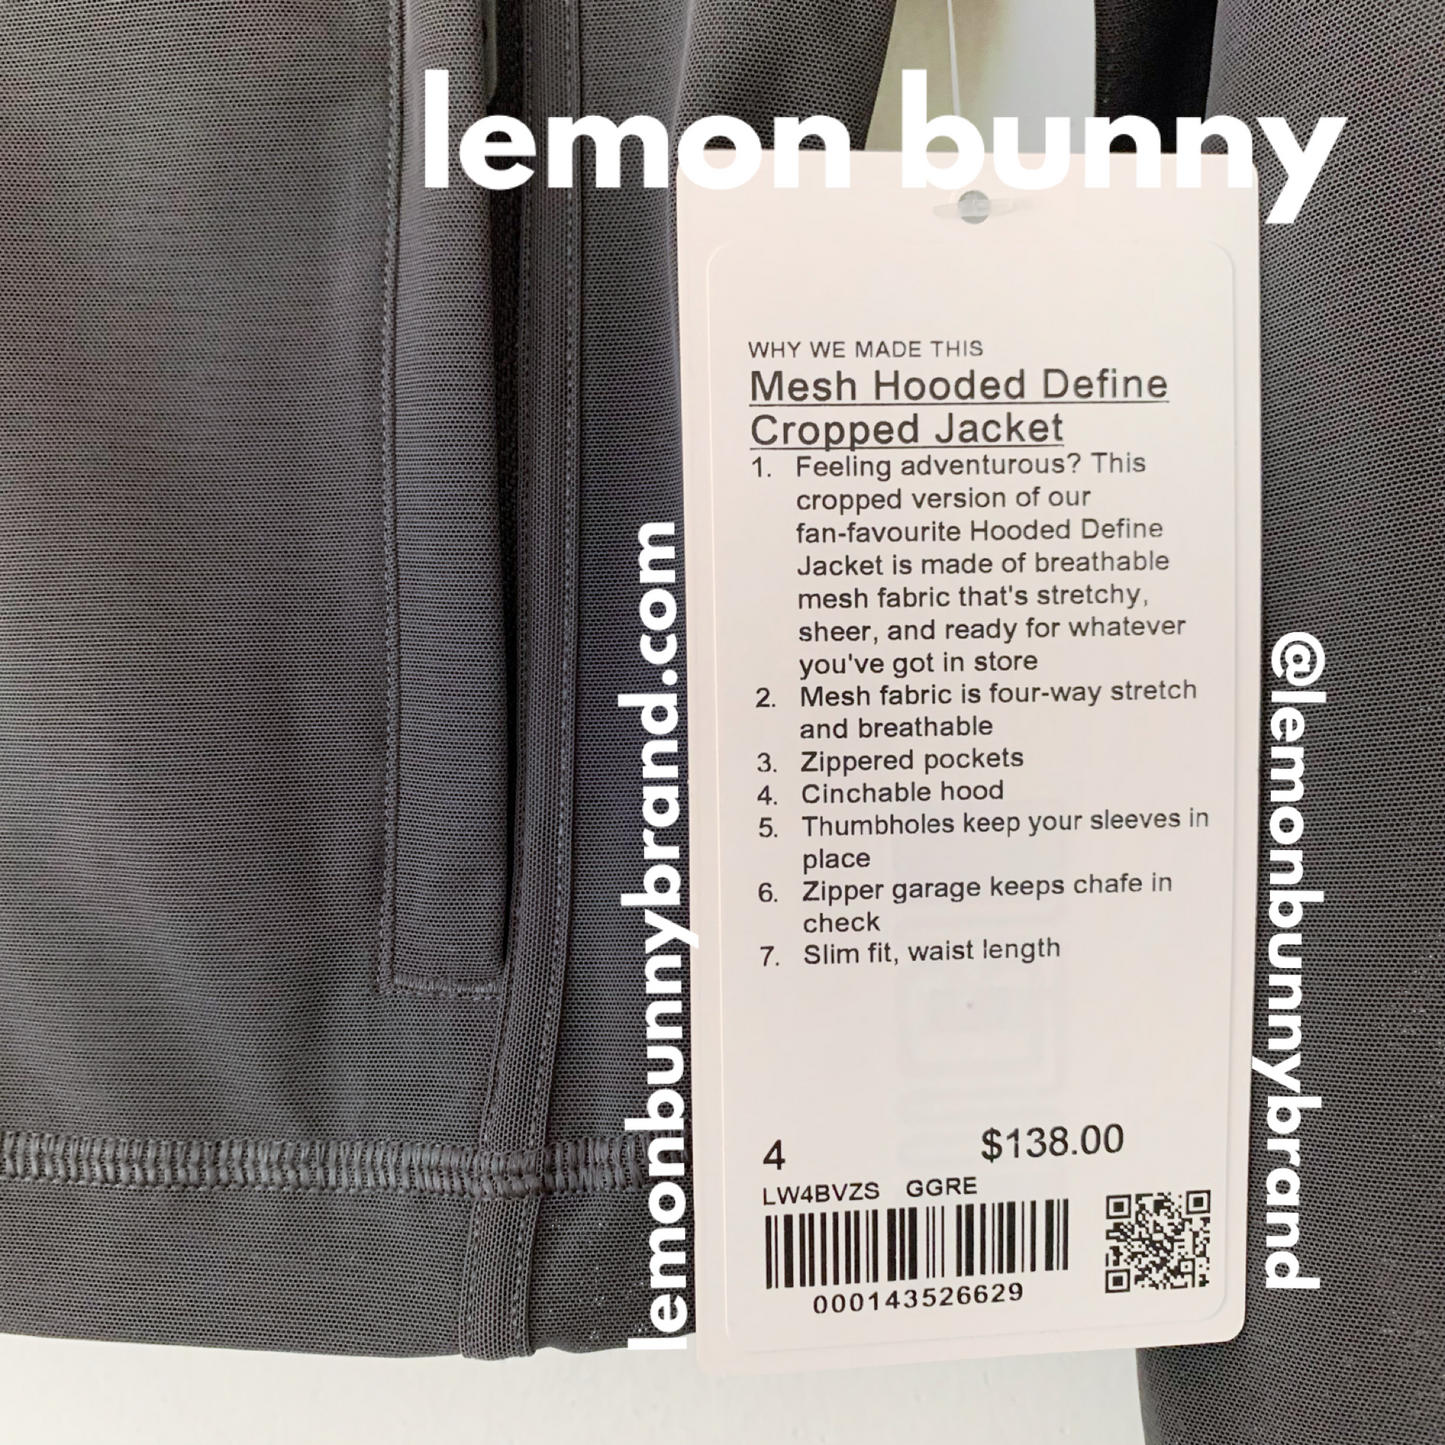 lemon bunny
WHY WE MADE THIS
Mesh Hooded Define
Cropped Jacket
1. Feeling adventurous? This
cropped version of our
fan-favourite Hooded Define
Jacket is made of breathable
mesh fabric that's stretchy,
sheer, and ready for whatever
you've got in store
2. Mesh fabric is four-way stretch
and breathable
3. Zippered pockets
4. Cinchable hood
5. Thumbholes keep your sleeves in
place
6. Zipper garage keeps chafe in
check
7. Slim fit, waist length
4 $138.00
LW4BVZS GGRE
000143526629
lemonbunnybrand.com
@lemonbunnybrand